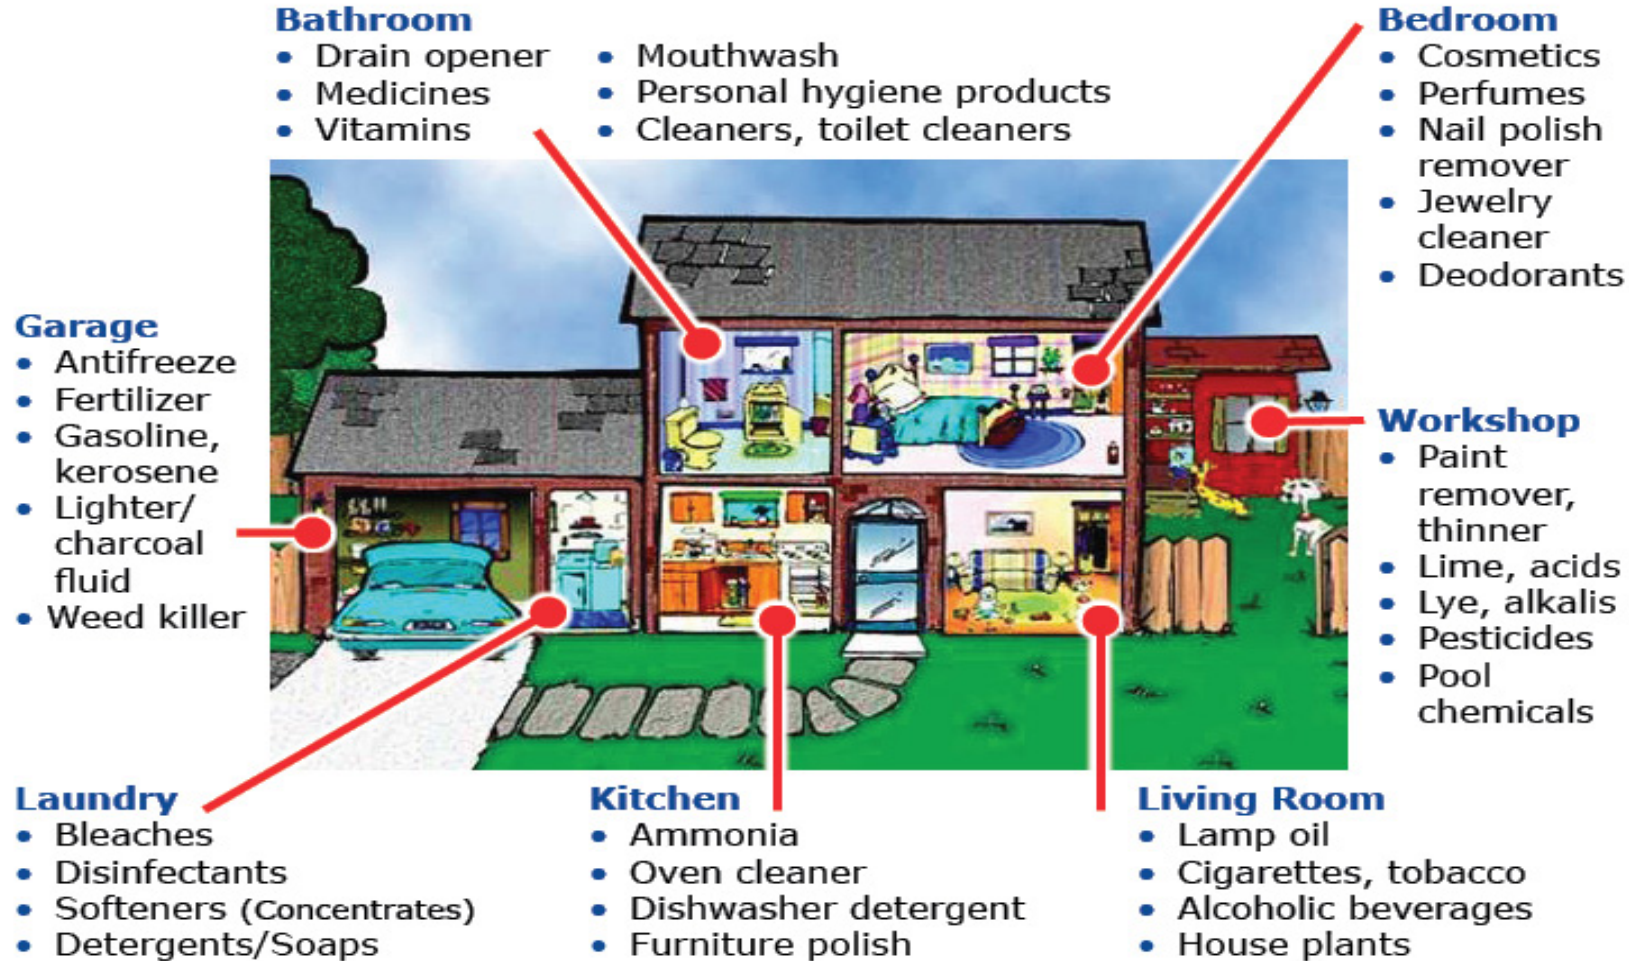 Bathroom
• Drain opener
• Medicines
• Vitamins
• Mouthwash
• Personal hygiene products
• Cleaners, toilet cleaners
Bedroom
• Cosmetics
• Perfumes
• Nail polish
remover
• Jewelry
cleaner
• Deodorants
Garage
• Antifreeze
• Fertilizer
• Gasoline,
kerosene
• Lighter/
charcoal
fluid
• Weed killer
Workshop
• Paint
remover,
thinner
• Lime, acids
• Lye, alkalis
• Pesticides
• Pool
chemicals
Laundry
• Bleaches
• Disinfectants
• Softeners (Concentrates)
• Detergents/Soaps
Kitchen
• Ammonia
• Oven cleaner
• Dishwasher detergent
• Furniture polish
Living Room
• Lamp oil
• Cigarettes, tobacco
• Alcoholic beverages
• House plants